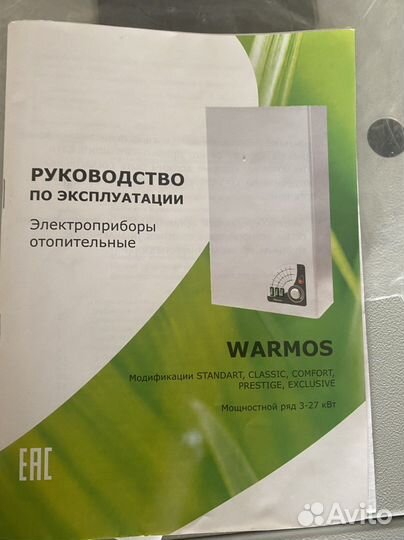 РУКОВОДСТВО
ПО ЭКСПЛУАТАЦИИ
Электроприборы
отопительные
WARMOS
Модификации STANDART, CLASSIC, COMFORT,
PRESTIGE, EXCLUSIVE
Мощностной ряд 3-27 кВт
EAC
Avito